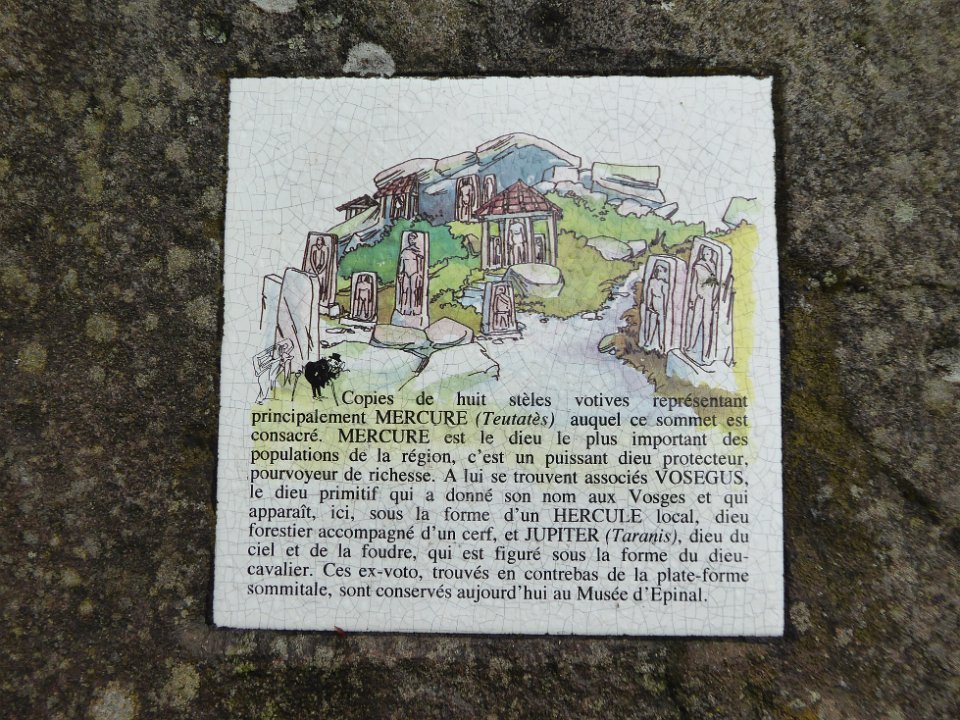 Copies de huit stèles votives représentant
principalement MERCURE (Teutatès) auquel ce sommet est
consacré. MERCURE est le dieu le plus important des
populations de la région, c'est un puissant dieu protecteur,
pourvoyeur de richesse. A lui se trouvent associés VOSEGUS,
le dieu primitif qui a donné son nom aux Vosges et qui
apparaît, ici, sous la forme d'un HERCULE local, dieu
forestier accompagné d'un cerf, et JUPITER (Taranis), dieu du
ciel et de la foudre, qui est figuré sous la forme du dieu-
cavalier. Ces ex-voto, trouvés en contrebas de la plate-forme
sommitale, sont conservés aujourd'hui au Musée d'Epinal.